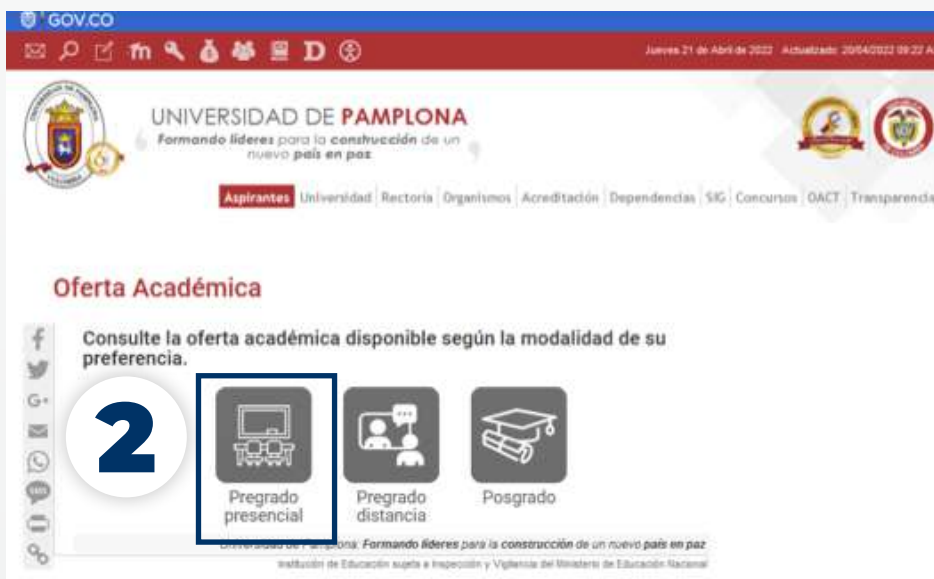 GOV.CO
Jueves 21 de Abril de 2022 Actualizado: 20/04/2022 09:22 A
UNIVERSIDAD DE PAMPLONA
Formando líderes para la construcción de un
nuevo país en paz
Aspirantes Universidad Rectoría Organismos Acreditación Dependencias SIG Concursos OACT Transparencia
Oferta Académica
Consulte la oferta académica disponible según la modalidad de su
preferencia.
2
Pregrado
presencial
Pregrado
distancia
Posgrado
Universidad de Pamplona: Formando líderes para la construcción de un nuevo país en paz
Institución de Educación sujeta a Inspección y Vigilancia del Ministerio de Educación Nacional